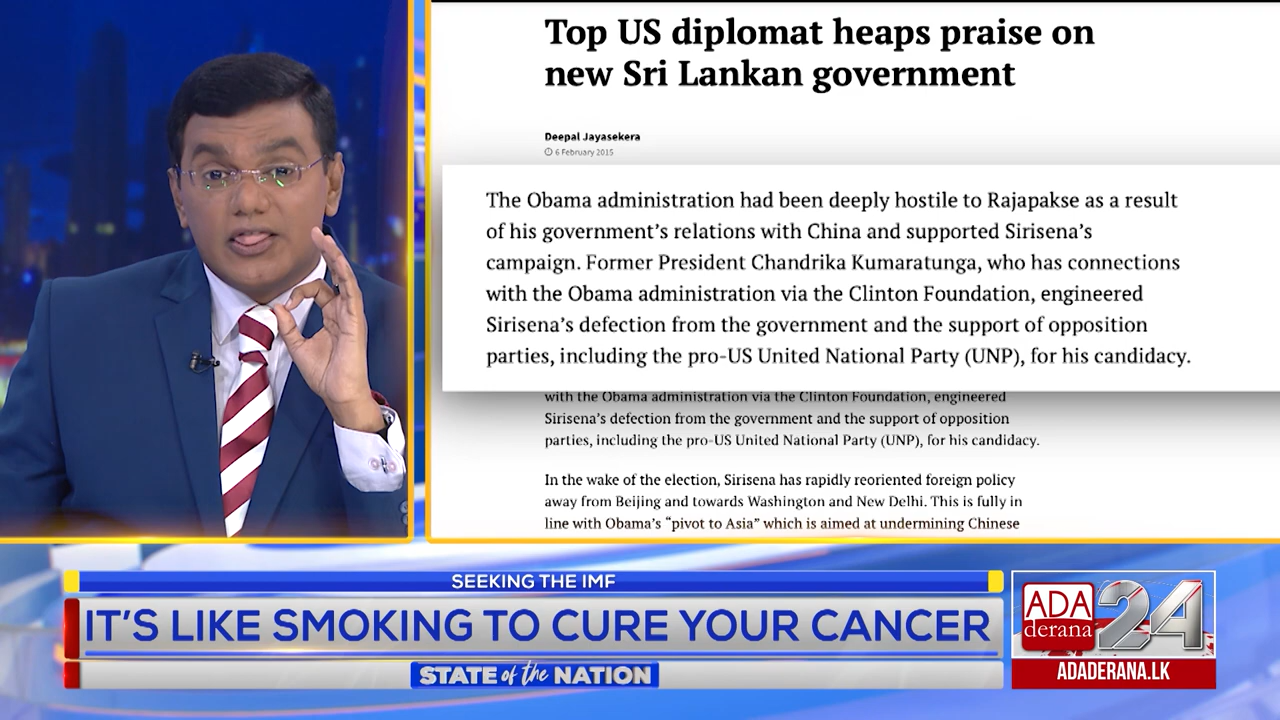 Top US diplomat heaps praise on
new Sri Lankan government
Deepal Jayasekera
6 February 2015
The Obama administration had been deeply hostile to Rajapakse as a result
of his government’s relations with China and supported Sirisena’s
campaign. Former President Chandrika Kumaratunga, who has connections
with the Obama administration via the Clinton Foundation, engineered
Sirisena’s defection from the government and the support of opposition
parties, including the pro-US United National Party (UNP), for his candidacy.
with the Obama administration via the Clinton Foundation, engineered
Sirisena’s defection from the government and the support of opposition
parties, including the pro-US United National Party (UNP), for his candidacy.
In the wake of the election, Sirisena has rapidly reoriented foreign policy
away from Beijing and towards Washington and New Delhi. This is fully in
line with Obama’s “pivot to Asia” which is aimed at undermining Chinese
SEEKING THE IMF
IT’S LIKE SMOKING TO CURE YOUR CANCER
STATE of the NATION
ADA
derana
24
ADADERANA.LK